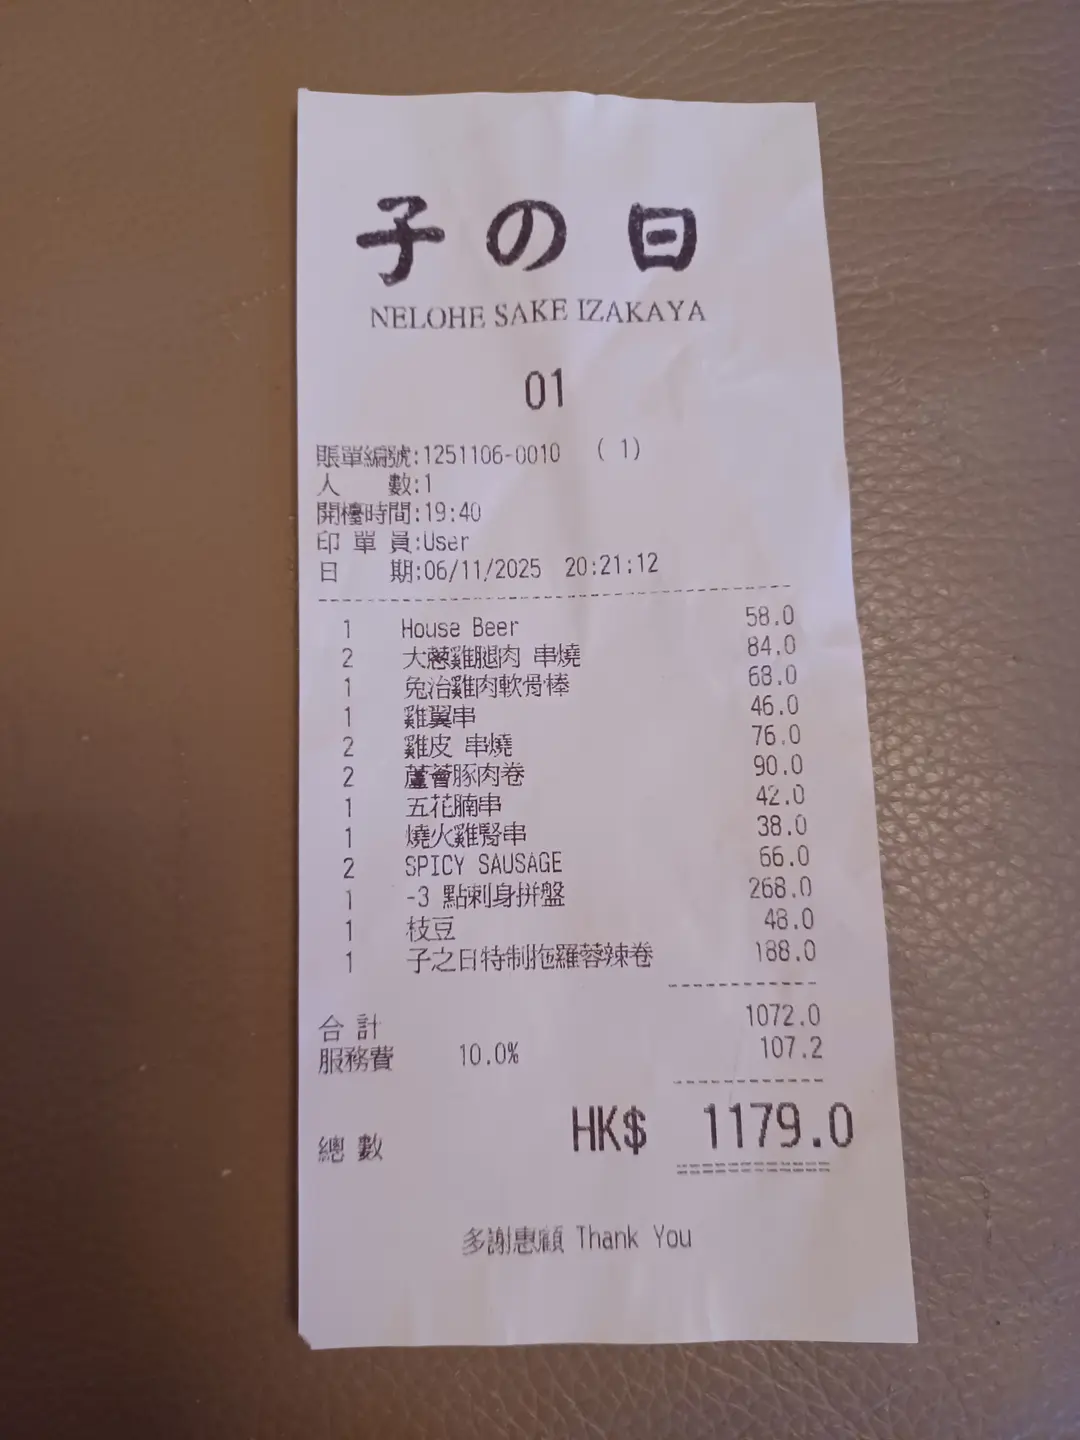 子の日
NELOHE SAKE IZAKAYA
01
賬單編號:1251106-0010 ( 1)
人 數:1
開檯時間:19:40
印 單 員:User
日 期:06/11/2025 20:21:12
1 House Beer 58.0
2 大蔥雞腿肉 串燒 84.0
1 兔治雞肉軟骨棒 68.0
1 雞翼串 46.0
2 雞皮 串燒 76.0
2 蘆薈豚肉卷 90.0
1 五花腩串 42.0
1 燒火雞腎串 38.0
2 SPICY SAUSAGE 66.0
1 -3 點刺身拼盤 268.0
1 枝豆 48.0
1 子之日特制拖羅蓉辣卷 188.0
合 計 1072.0
服務費 10.0% 107.2
總 數 HK$ 1179.0
多謝惠顧 Thank You